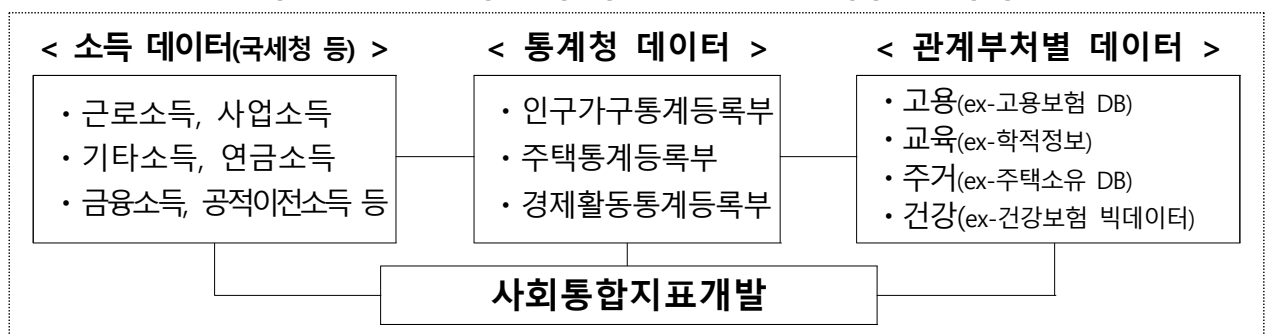 < 소득 데이터(국세청 등) >
· 근로소득, 사업소득
· 기타소득, 연금소득
· 금융소득, 공적이전소득 등
< 통계청 데이터 >
· 인구가구통계등록부
· 주택통계등록부
· 경제활동통계등록부
< 관계부처별 데이터 >
· 고용(ex-고용보험 DB)
· 교육(ex-학적정보)
· 주거(ex-주택소유 DB)
· 건강(ex-건강보험 빅데이터)
사회통합지표개발